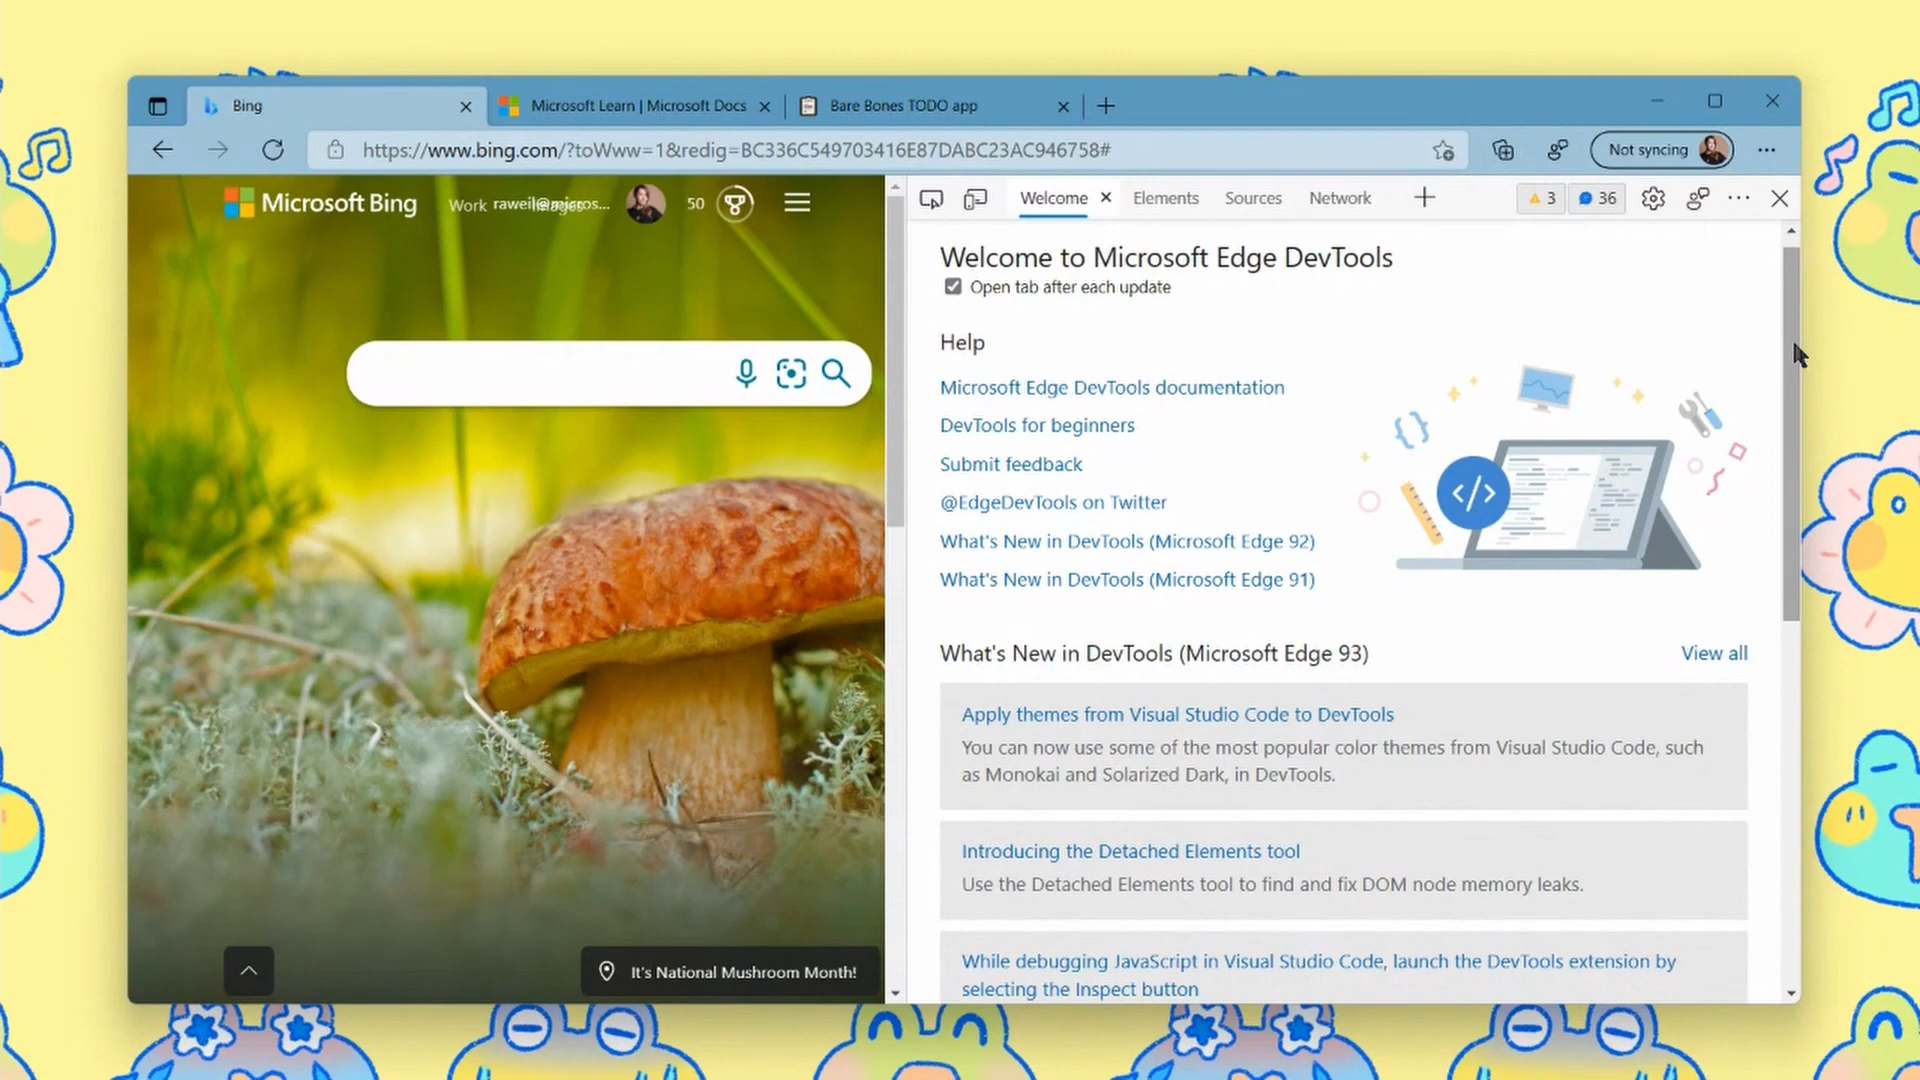 Bing
Microsoft Learn | Microsoft Docs
Bare Bones TODO app
https://www.bing.com/?toWww=1&redig=BC336C549703416E87DABC23AC946758#
Not syncing
Microsoft Bing
Work
raweil@micros...
50
Welcome
Elements
Sources
Network
3
36
Welcome to Microsoft Edge DevTools
Open tab after each update
Help
Microsoft Edge DevTools documentation
DevTools for beginners
Submit feedback
@EdgeDevTools on Twitter
What's New in DevTools (Microsoft Edge 92)
What's New in DevTools (Microsoft Edge 91)
What's New in DevTools (Microsoft Edge 93)
View all
Apply themes from Visual Studio Code to DevTools
You can now use some of the most popular color themes from Visual Studio Code, such
as Monokai and Solarized Dark, in DevTools.
Introducing the Detached Elements tool
Use the Detached Elements tool to find and fix DOM node memory leaks.
While debugging JavaScript in Visual Studio Code, launch the DevTools extension by
selecting the Inspect button
It's National Mushroom Month!